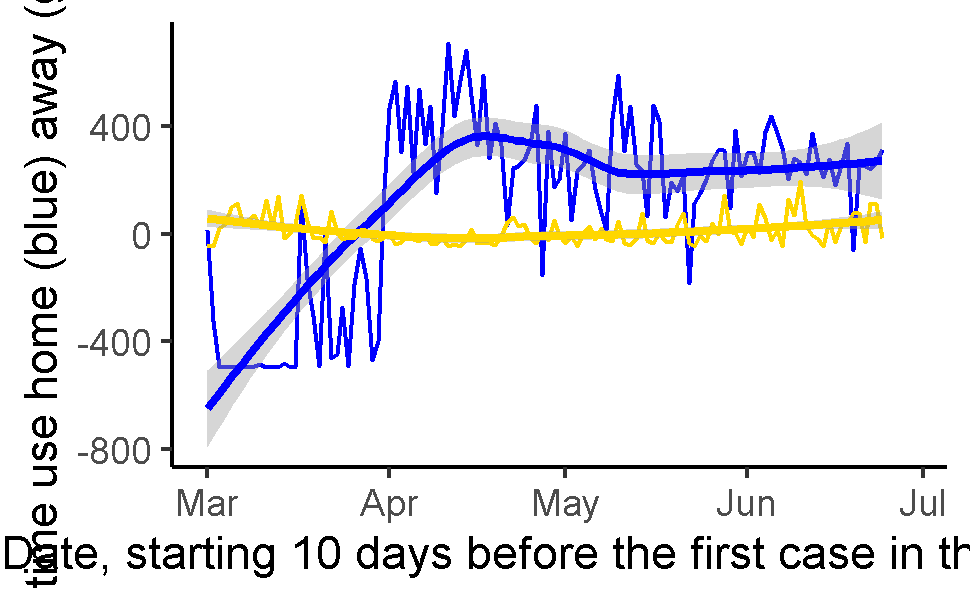 time use home (blue) away (
400
0
-400
-800
Mar Apr May Jun Jul
Date, starting 10 days before the first case in